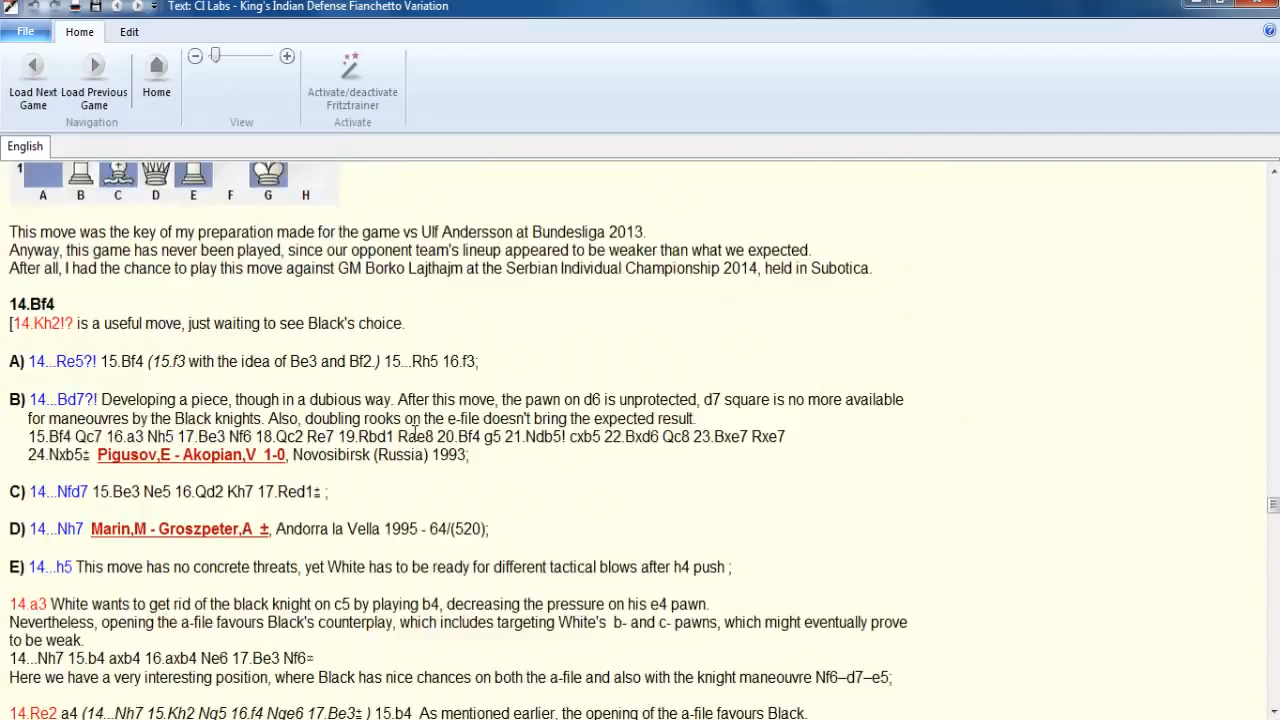 Text: CI Labs - King's Indian Defense Fianchetto Variation
File Home Edit
Load Next Game Load Previous Game Home
Activate/deactivate Fritztrainer
Navigation View Activate
English
1
A B C D E F G H
This move was the key of my preparation made for the game vs Ulf Andersson at Bundesliga 2013.
Anyway, this game has never been played, since our opponent team's lineup appeared to be weaker than what we expected.
After all, I had the chance to play this move against GM Borko Lajthajm at the Serbian Individual Championship 2014, held in Subotica.
14.Bf4
[14.Kh2!? is a useful move, just waiting to see Black's choice.
A) 14...Re5?! 15.Bf4 (15.f3 with the idea of Be3 and Bf2.) 15...Rh5 16.f3;
B) 14...Bd7?! Developing a piece, though in a dubious way. After this move, the pawn on d6 is unprotected, d7 square is no more available
for maneouvres by the Black knights. Also, doubling rooks on the e-file doesn't bring the expected result.
15.Bf4 Qc7 16.a3 Nh5 17.Be3 Nf6 18.Qc2 Re7 19.Rbd1 Rae8 20.Bf4 g5 21.Ndb5! cxb5 22.Bxd6 Qc8 23.Bxe7 Rxe7
24.Nxb5± Pigusov,E - Akopian,V 1-0, Novosibirsk (Russia) 1993;
C) 14...Nfd7 15.Be3 Ne5 16.Qd2 Kh7 17.Red1± ;
D) 14...Nh7 Marin,M - Groszpeter,A ±, Andorra la Vella 1995 - 64/(520);
E) 14...h5 This move has no concrete threats, yet White has to be ready for different tactical blows after h4 push ;
14.a3 White wants to get rid of the black knight on c5 by playing b4, decreasing the pressure on his e4 pawn.
Nevertheless, opening the a-file favours Black's counterplay, which includes targeting White's b- and c- pawns, which might eventually prove
to be weak.
14...Nh7 15.b4 axb4 16.axb4 Ne6 17.Be3 Nf6=
Here we have a very interesting position, where Black has nice chances on both the a-file and also with the knight maneouvre Nf6–d7–e5;
14.Re2 a4 (14...Nh7 15.Kh2 Ng5 16.f4 Nge6 17.Be3± ) 15.b4 As mentioned earlier, the opening of the a-file favours Black.